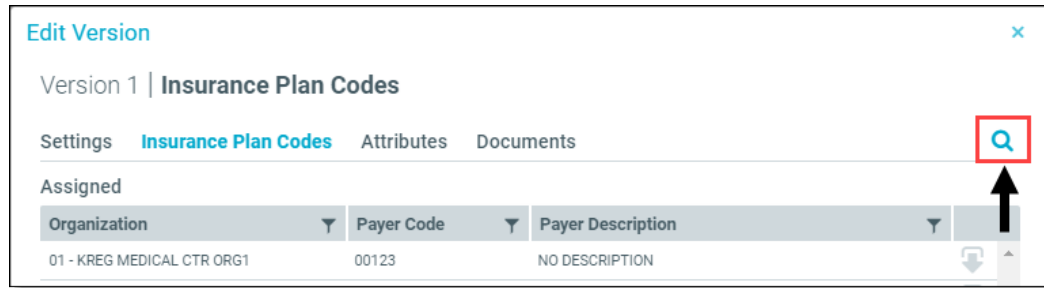 Edit Version
Version 1 | Insurance Plan Codes
Settings Insurance Plan Codes Attributes Documents
Assigned
Organization Payer Code Payer Description
01 - KREG MEDICAL CTR ORG1 00123 NO DESCRIPTION